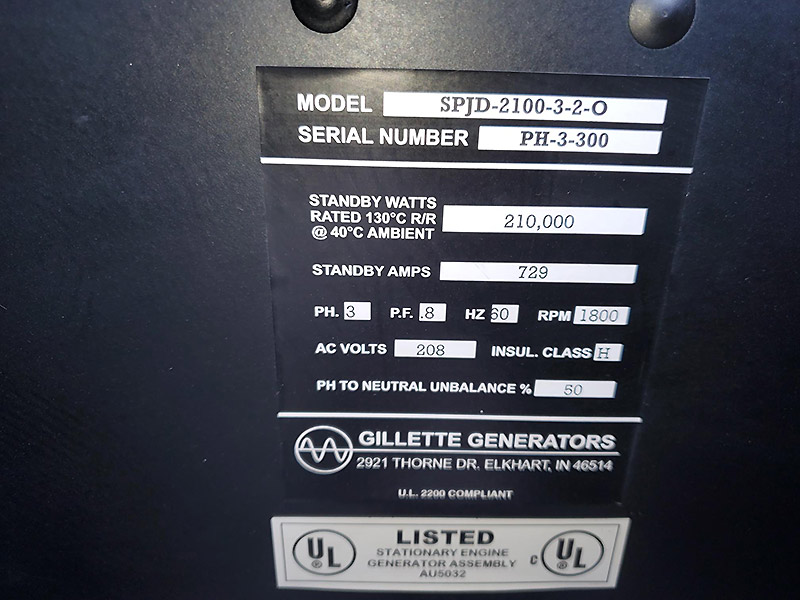 MODEL SPJD-2100-3-2-O
SERIAL NUMBER PH-3-300
STANDBY WATTS
RATED 130°C R/R
@ 40°C AMBIENT
210,000
STANDBY AMPS 729
PH. 3 P.F. .8 HZ 60 RPM 1800
AC VOLTS 208 INSUL. CLASS H
PH TO NEUTRAL UNBALANCE % 50
GILLETTE GENERATORS
2921 THORNE DR. ELKHART, IN 46514
U.L. 2200 COMPLIANT
UL ® LISTED c UL ®
STATIONARY ENGINE
GENERATOR ASSEMBLY
AU5032